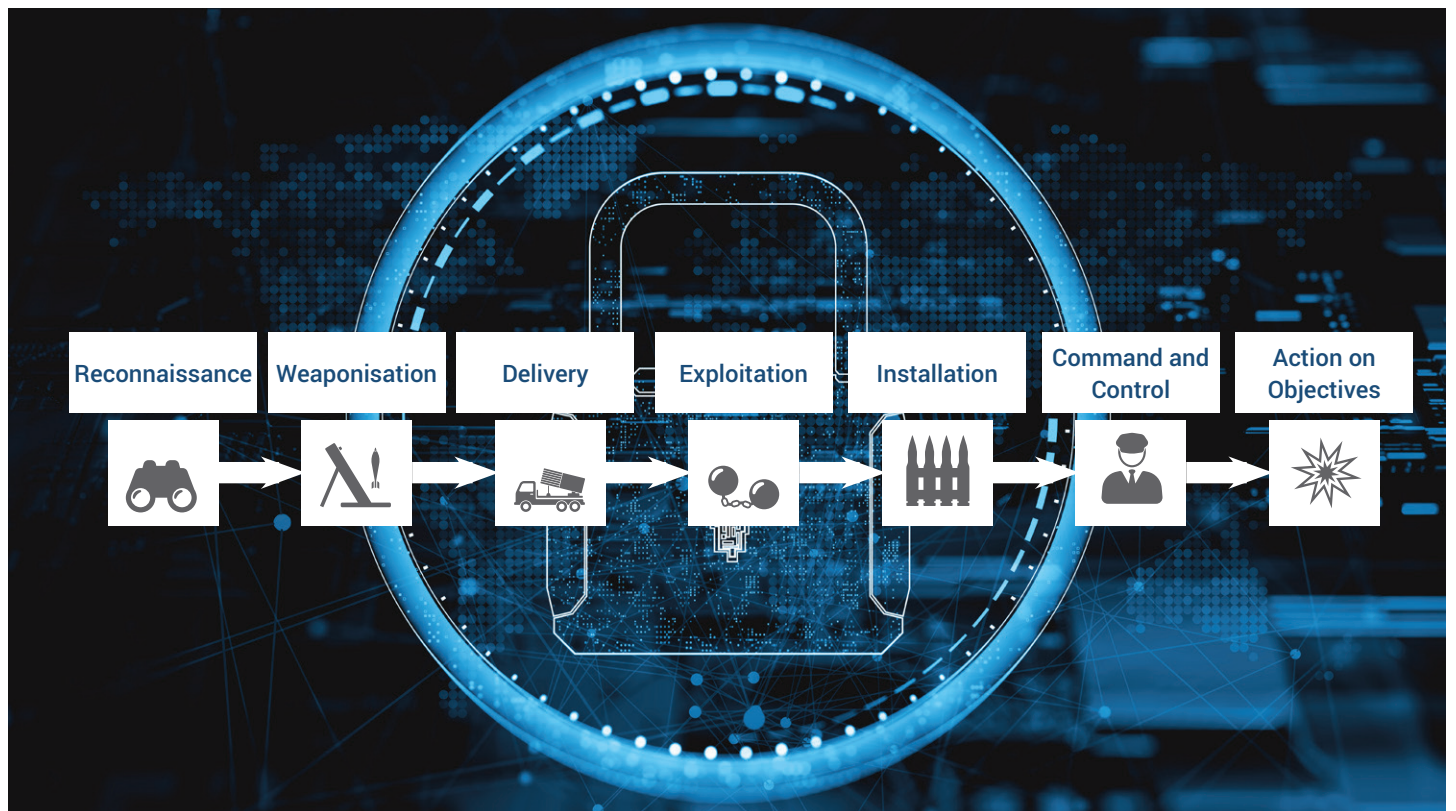 Reconnaissance
Weaponisation
Delivery
Exploitation
Installation
Command and
Control
Action on
Objectives